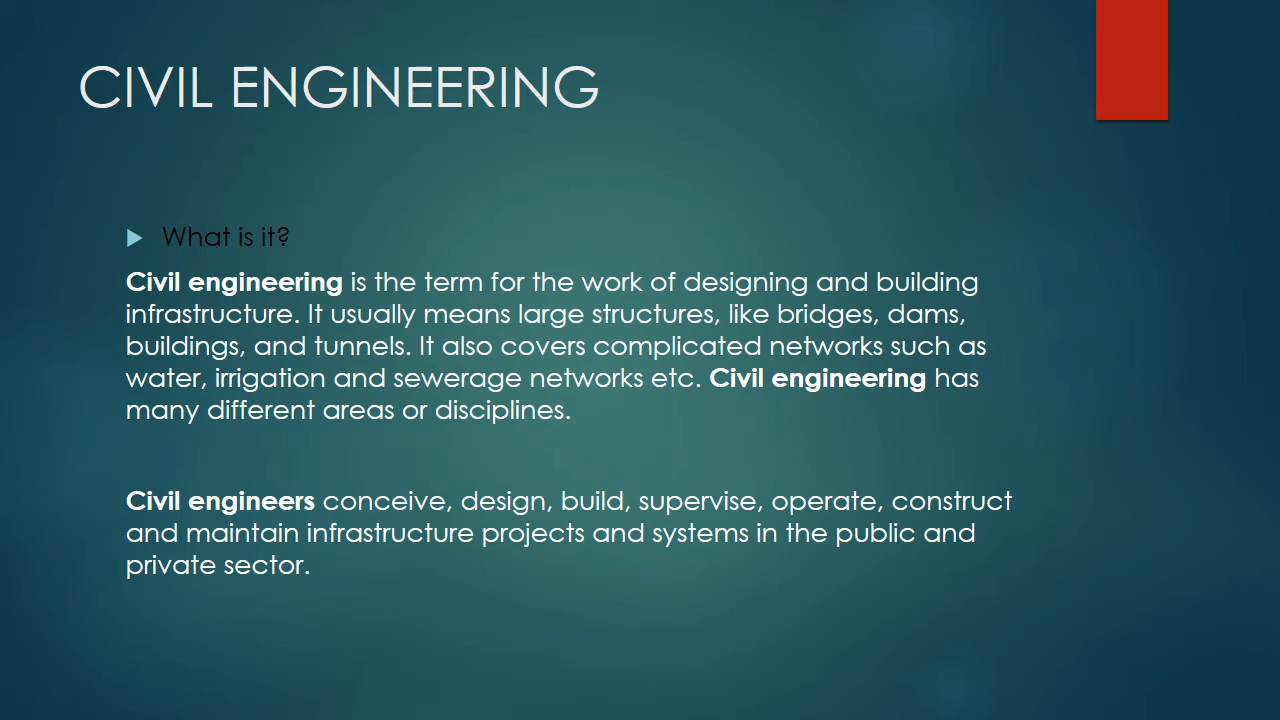 CIVIL ENGINEERING
What is it?
Civil engineering is the term for the work of designing and building
infrastructure. It usually means large structures, like bridges, dams,
buildings, and tunnels. It also covers complicated networks such as
water, irrigation and sewerage networks etc. Civil engineering has
many different areas or disciplines.
Civil engineers conceive, design, build, supervise, operate, construct
and maintain infrastructure projects and systems in the public and
private sector.